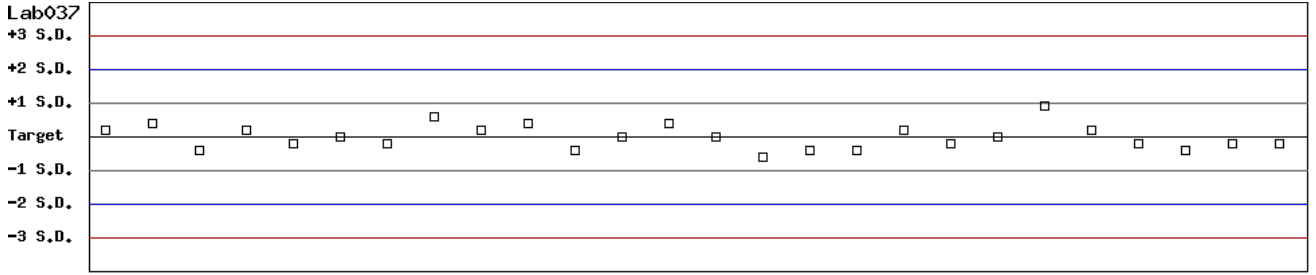 Lab037
+3 S.D.
+2 S.D.
+1 S.D.
Target
-1 S.D.
-2 S.D.
-3 S.D.